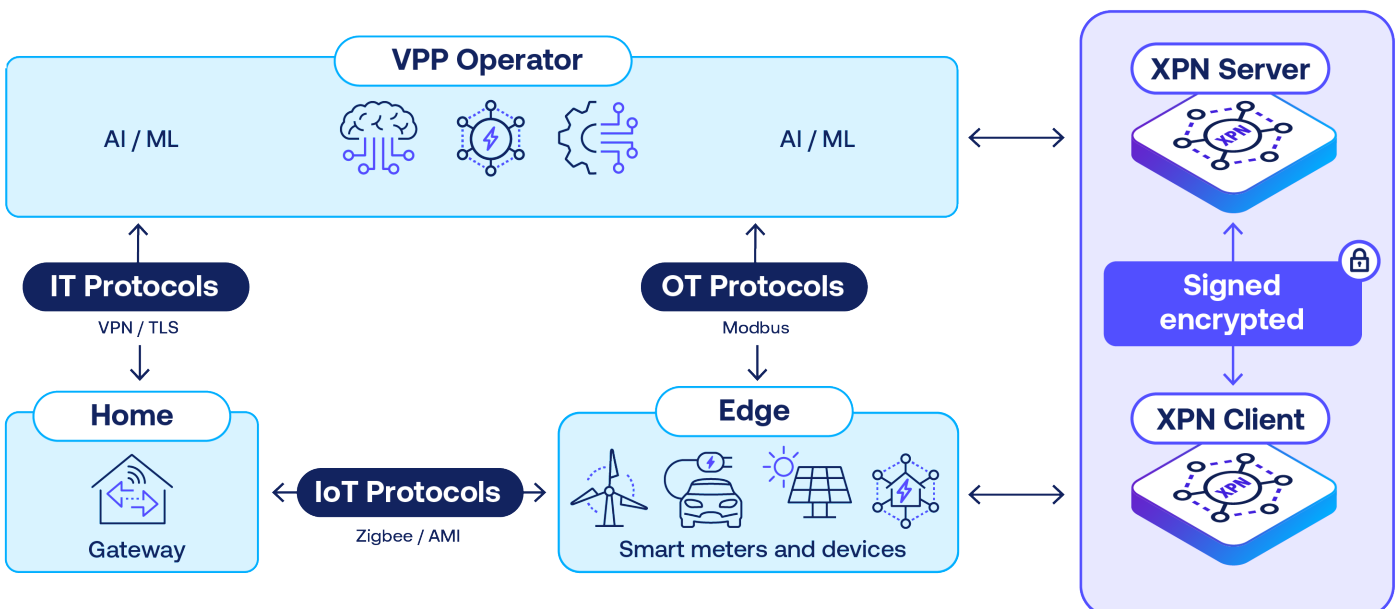 VPP Operator
AI / ML
AI / ML
IT Protocols
VPN / TLS
OT Protocols
Modbus
Home
Gateway
IoT Protocols
Zigbee / AMI
Edge
Smart meters and devices
XPN Server
XPN
Signed
encrypted
XPN Client
XPN